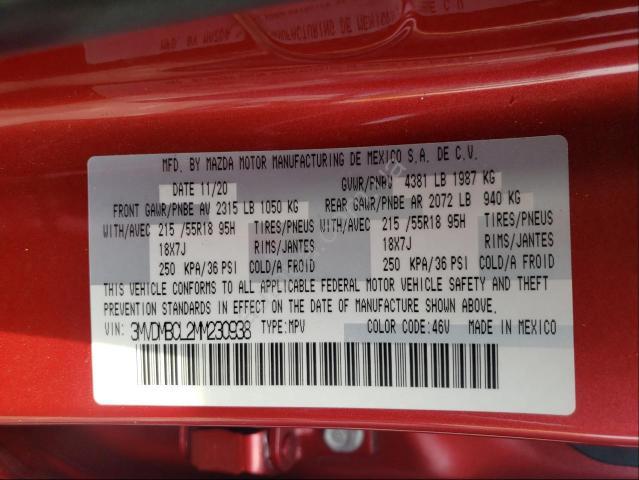 MFD. BY MAZDA MOTOR MANUFACTURING DE MEXICO S.A. DE C.V.
DATE 11/20 GVWR/PNBV 4381 LB 1987 KG
FRONT GAWR/PNBE AV 2315 LB 1050 KG REAR GAWR/PNBE AR 2072 LB 940 KG
WITH/AVEC 215 /55R18 95H TIRES/PNEUS WITH/AVEC 215 /55R18 95H TIRES/PNEUS
18X7J RIMS/JANTES 18X7J RIMS/JANTES
250 KPA/36 PSI COLD/A FROID 250 KPA/36 PSI COLD/A FROID
THIS VEHICLE CONFORMS TO ALL APPLICABLE FEDERAL MOTOR VEHICLE SAFETY AND THEFT
PREVENTION STANDARDS IN EFFECT ON THE DATE OF MANUFACTURE SHOWN ABOVE.
VIN: 3MVDMBCL2MM230938 TYPE:MPV COLOR CODE:46V MADE IN MEXICO